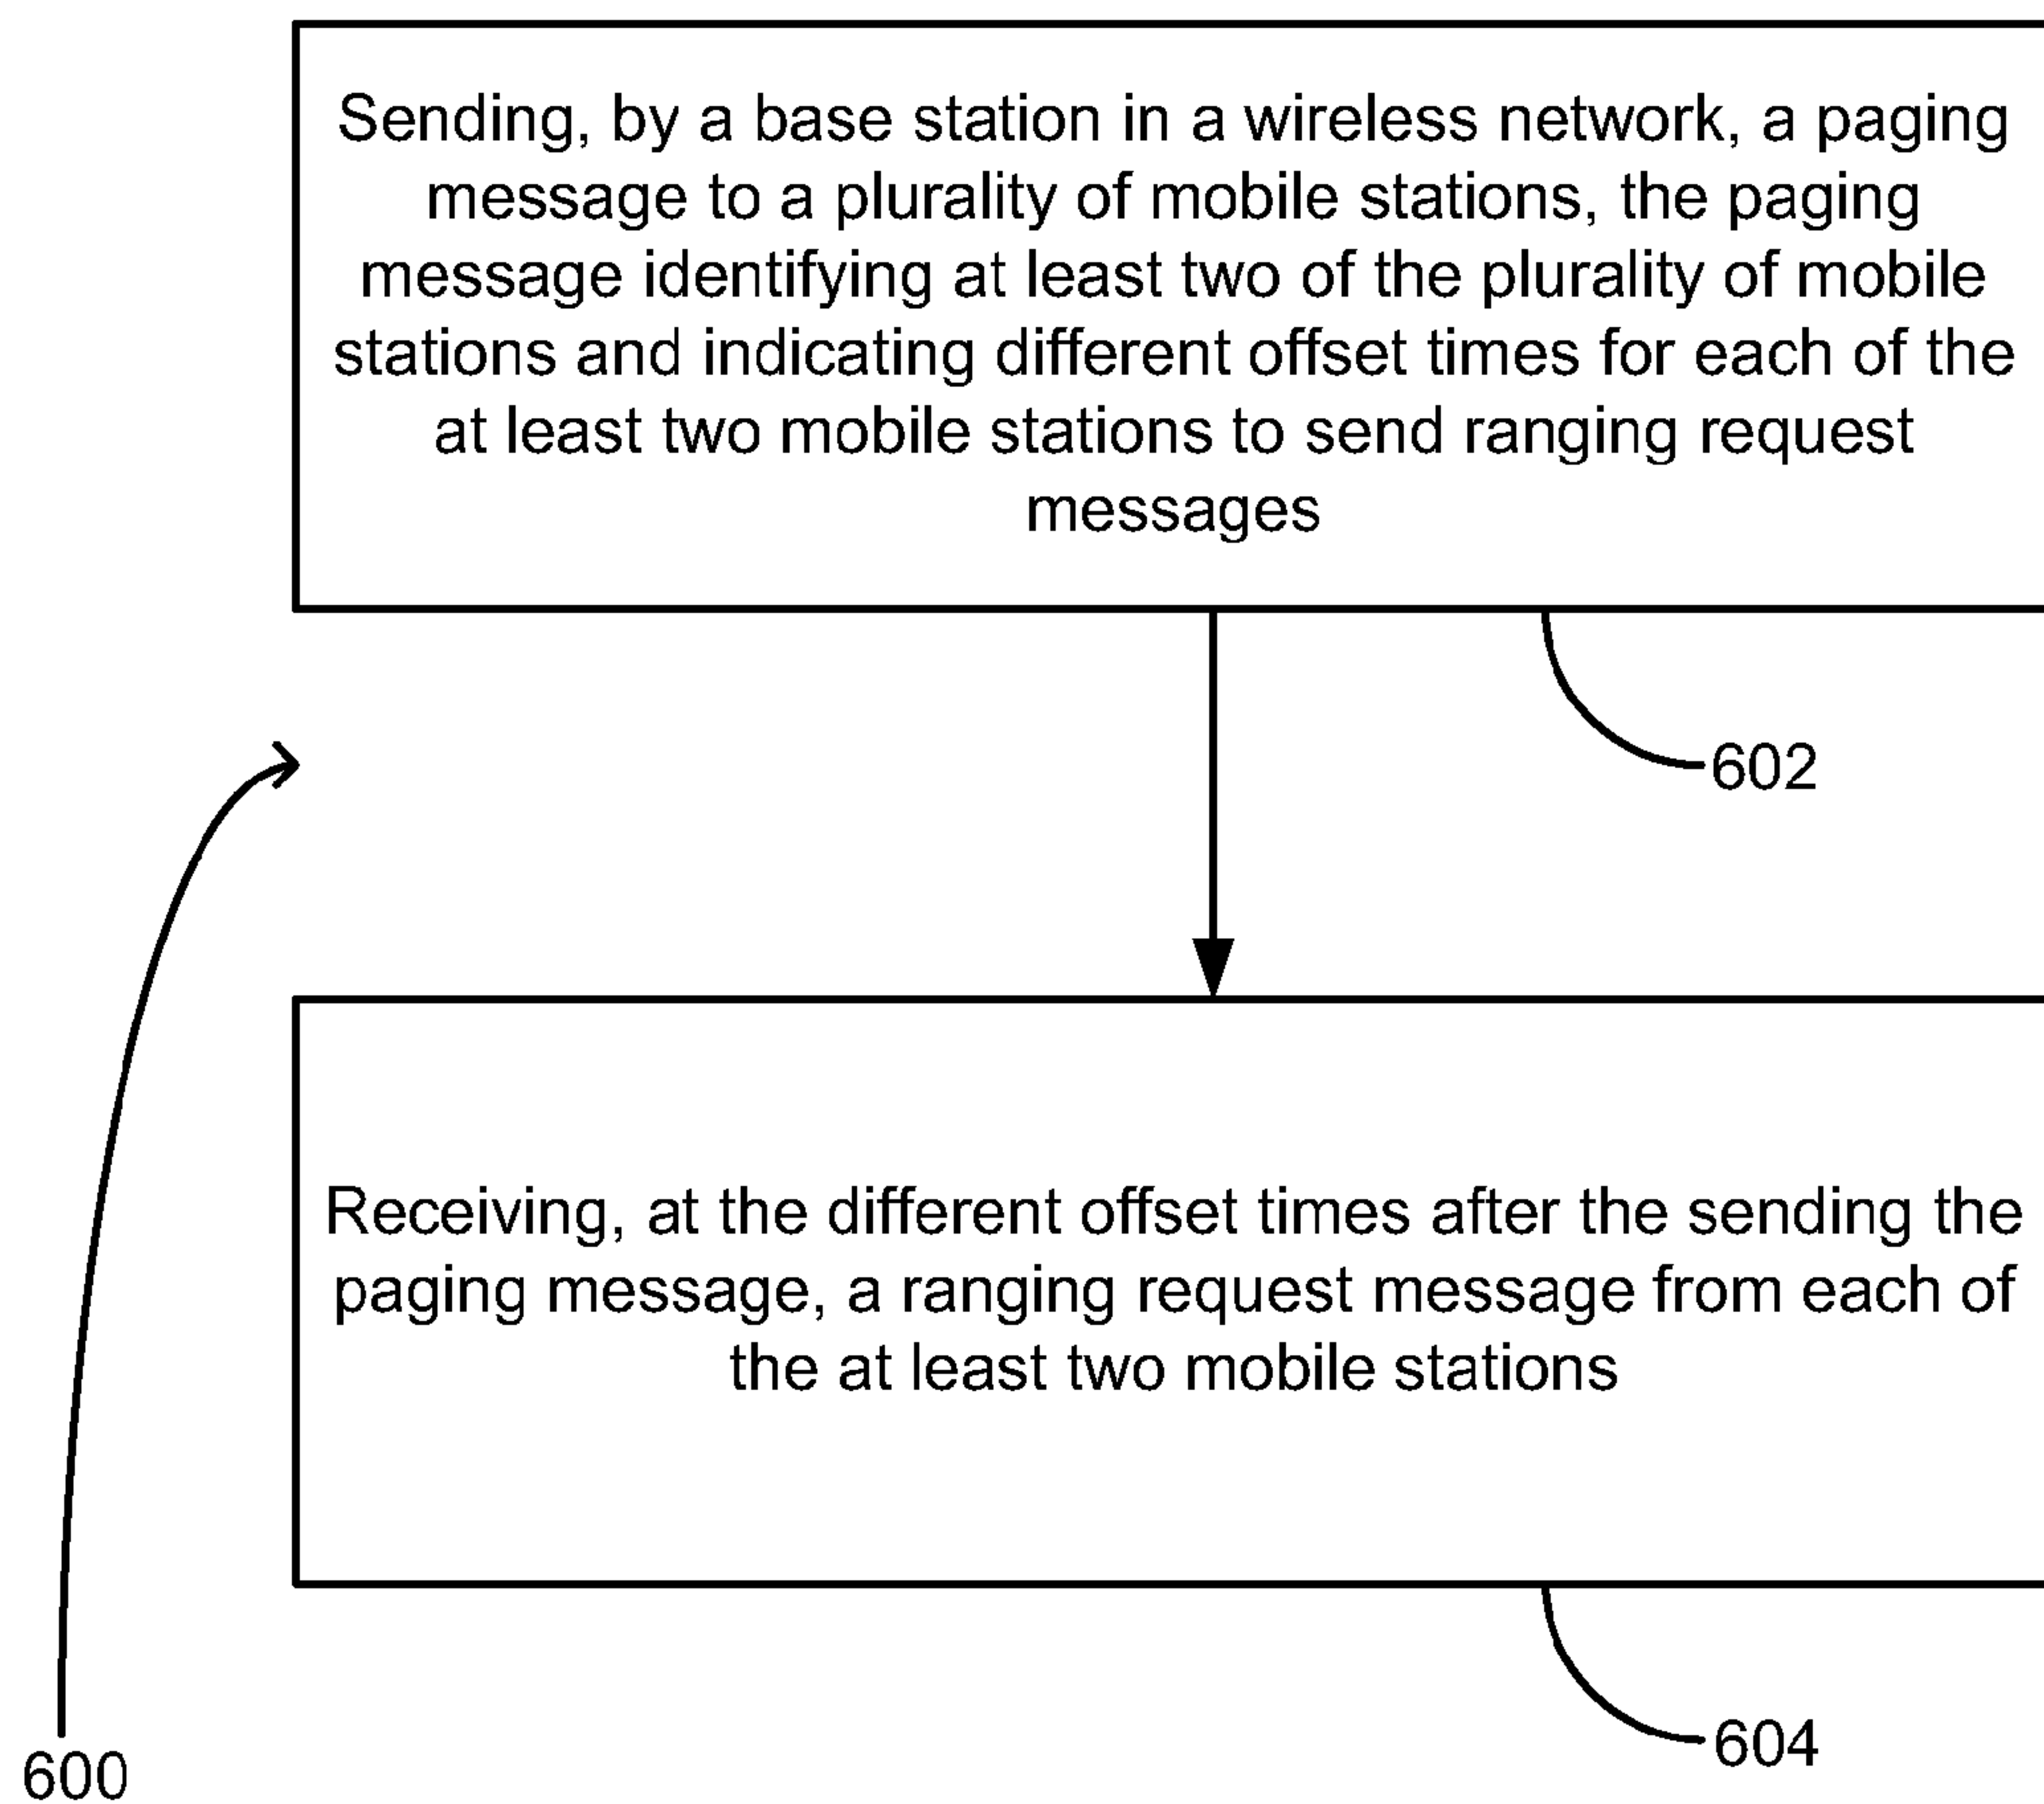 Sending, by a base station in a wireless network, a paging
message to a plurality of mobile stations, the paging
message identifying at least two of the plurality of mobile
stations and indicating different offset times for each of the
at least two mobile stations to send ranging request
messages
602
Receiving, at the different offset times after the sending the
paging message, a ranging request message from each of
the at least two mobile stations
604
600